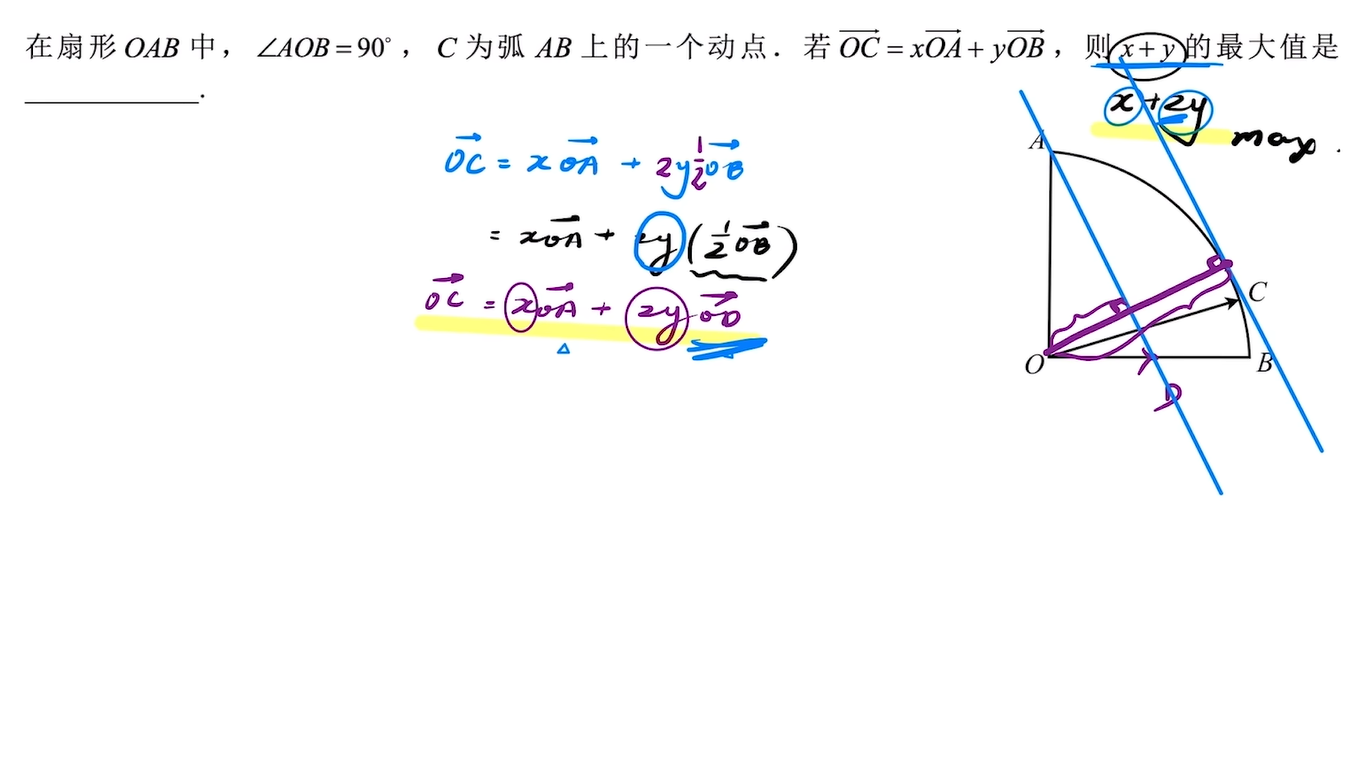 在扇形 OAB 中，∠AOB = 90°，C 为弧 AB 上的一个动点．若 \overrightarrow{OC} = x\overrightarrow{OA} + y\overrightarrow{OB}，则 x + y 的最大值是
____________.
x + 2y
max .
\overrightarrow{OC} = x\overrightarrow{OA} + 2y\frac{1}{2}\overrightarrow{OB}
= x\overrightarrow{OA} + 2y(\frac{1}{2}\overrightarrow{OB})
\overrightarrow{OC} = x\overrightarrow{OA} + 2y\overrightarrow{OD}
A
C
O
B
D